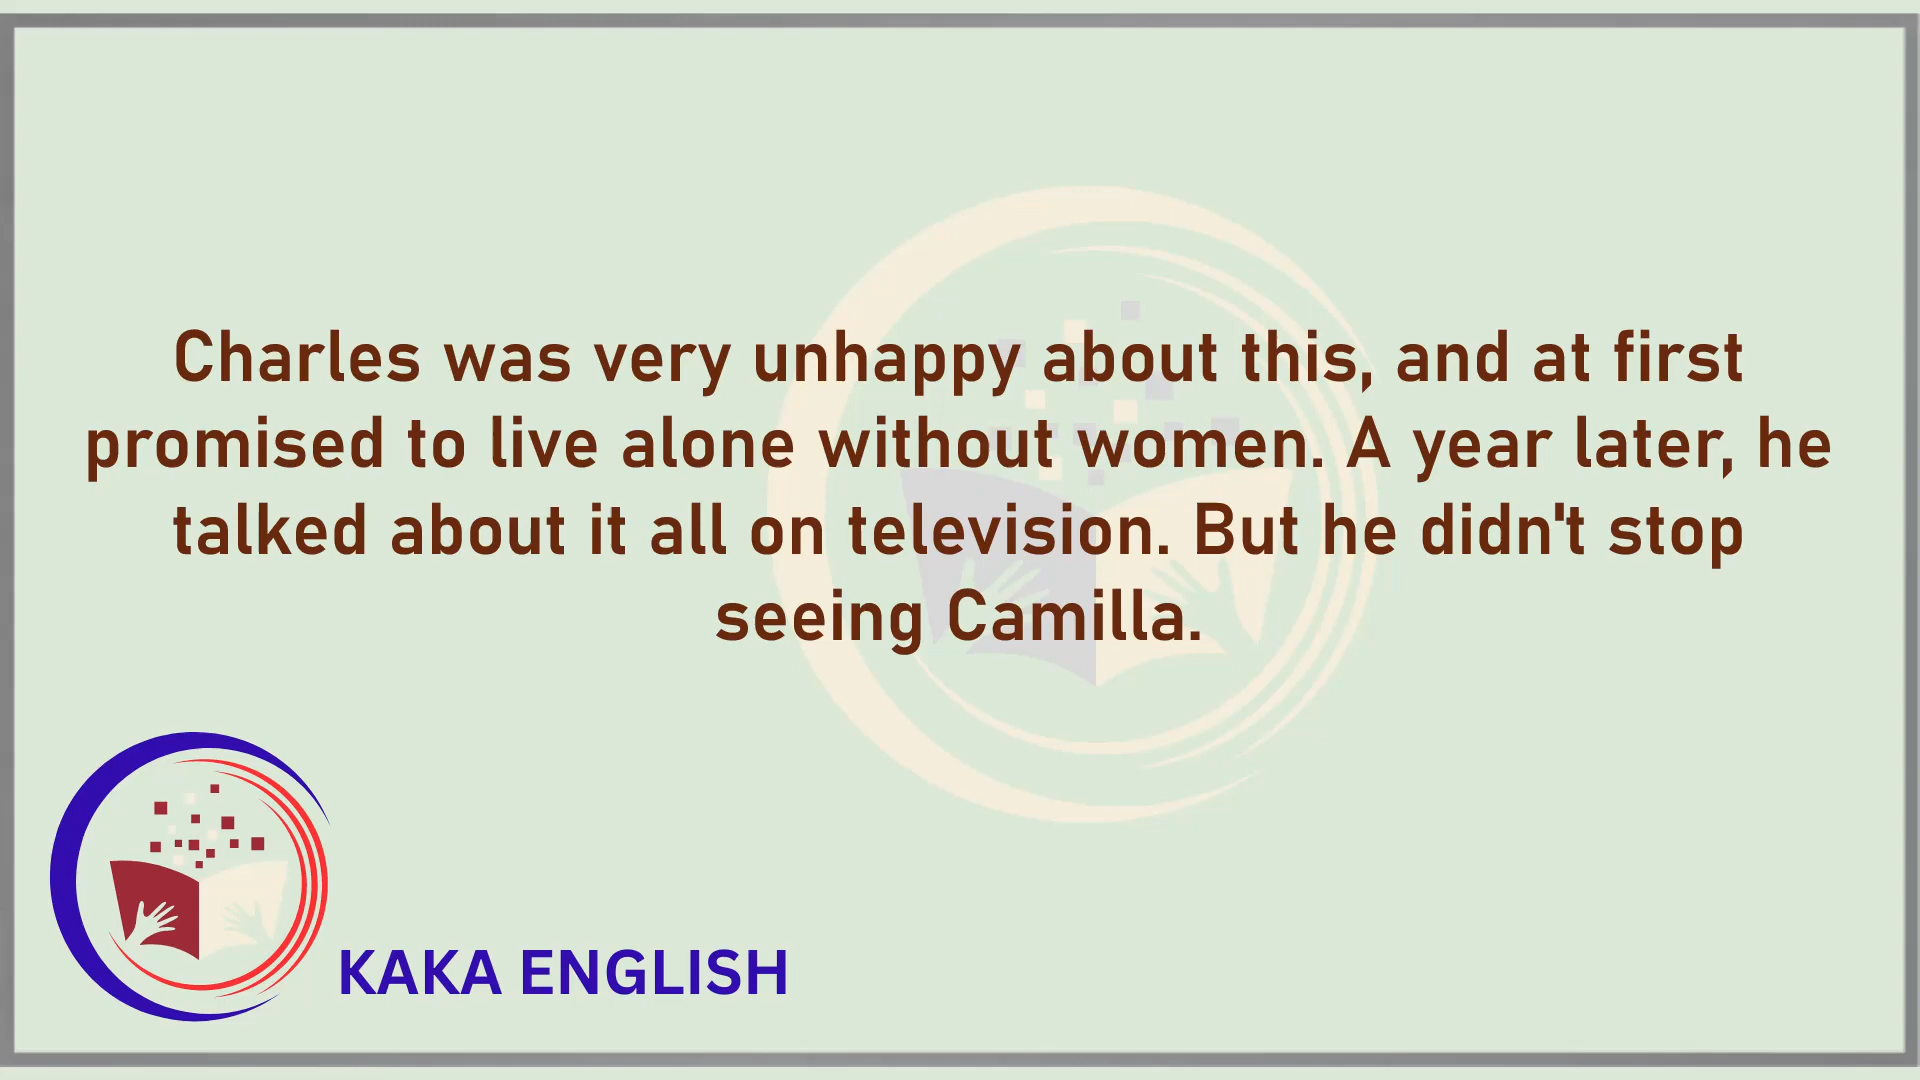 Charles was very unhappy about this, and at first
promised to live alone without women. A year later, he
talked about it all on television. But he didn't stop
seeing Camilla.
KAKA ENGLISH